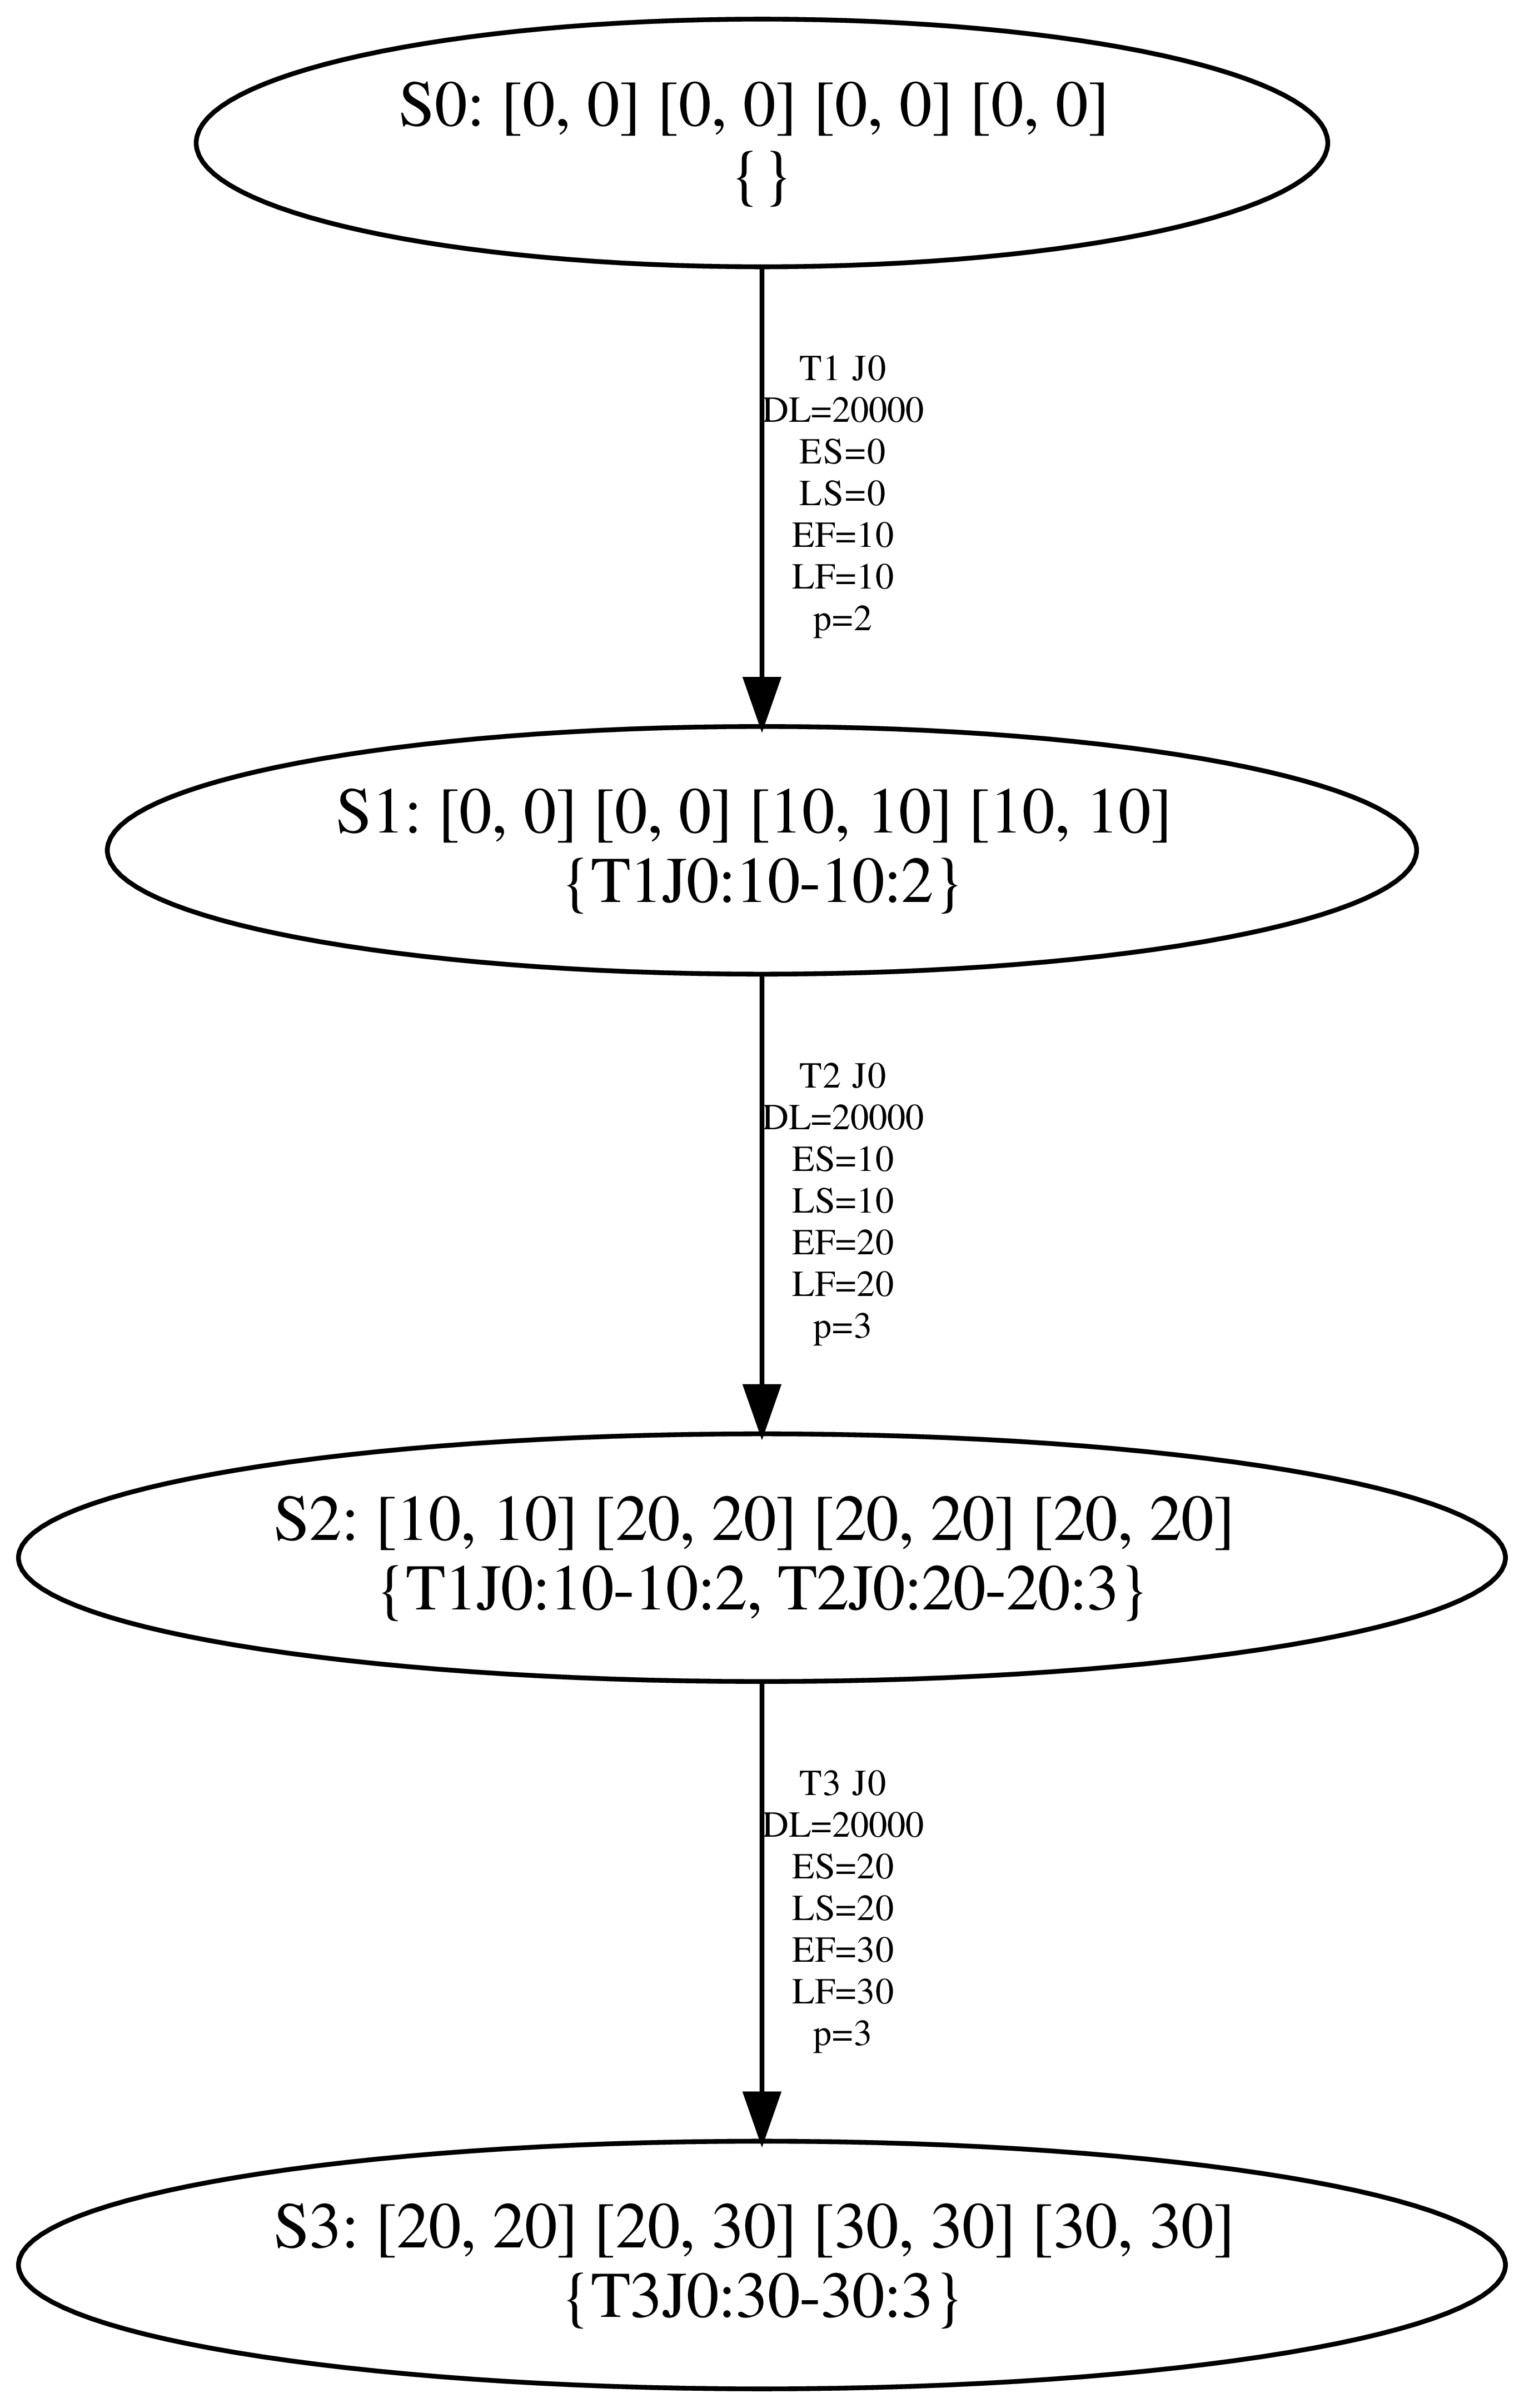 S0: [0, 0] [0, 0] [0, 0] [0, 0]
{ }
T1 J0
DL=20000
ES=0
LS=0
EF=10
LF=10
p=2
S1: [0, 0] [0, 0] [10, 10] [10, 10]
{T1J0:10-10:2}
T2 J0
DL=20000
ES=10
LS=10
EF=20
LF=20
p=3
S2: [10, 10] [20, 20] [20, 20] [20, 20]
{T1J0:10-10:2, T2J0:20-20:3}
T3 J0
DL=20000
ES=20
LS=20
EF=30
LF=30
p=3
S3: [20, 20] [20, 30] [30, 30] [30, 30]
{T3J0:30-30:3}